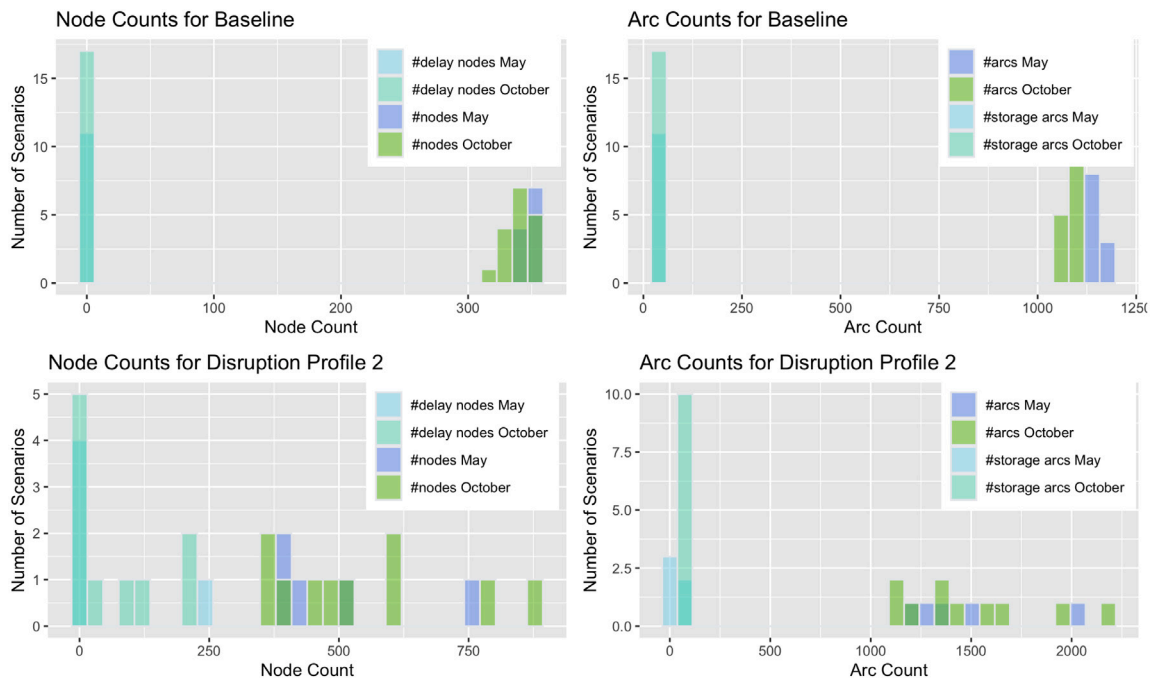 Node Counts for Baseline
Number of Scenarios
15
10
5
0
#delay nodes May
#delay nodes October
#nodes May
#nodes October
0
100
200
300
Node Count
Arc Counts for Baseline
Number of Scenarios
15
10
5
0
#arcs May
#arcs October
#storage arcs May
#storage arcs October
0
250
500
750
1000
1250
Arc Count
Node Counts for Disruption Profile 2
Number of Scenarios
5
4
3
2
1
0
#delay nodes May
#delay nodes October
#nodes May
#nodes October
0
250
500
750
Node Count
Arc Counts for Disruption Profile 2
Number of Scenarios
10.0
7.5
5.0
2.5
0.0
#arcs May
#arcs October
#storage arcs May
#storage arcs October
0
500
1000
1500
2000
Arc Count